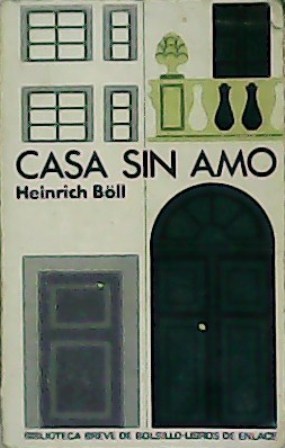 CASA SIN AMO
Heinrich Böll
BIBLIOTECA BREVE DE BOLSILLO-LIBROS DE ENLACE